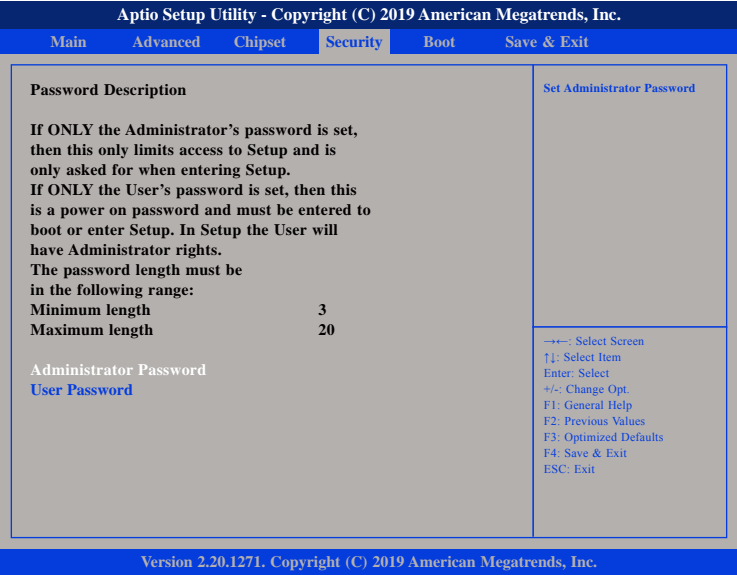 Aptio Setup Utility - Copyright (C) 2019 American Megatrends, Inc.
Main Advanced Chipset Security Boot Save & Exit
Password Description
If ONLY the Administrator's password is set,
then this only limits access to Setup and is
only asked for when entering Setup.
If ONLY the User's password is set, then this
is a power on password and must be entered to
boot or enter Setup. In Setup the User will
have Administrator rights.
The password length must be
in the following range:
Minimum length 3
Maximum length 20
Administrator Password
User Password
Set Administrator Password
→←: Select Screen
↑↓: Select Item
Enter: Select
+/-: Change Opt.
F1: General Help
F2: Previous Values
F3: Optimized Defaults
F4: Save & Exit
ESC: Exit
Version 2.20.1271. Copyright (C) 2019 American Megatrends, Inc.